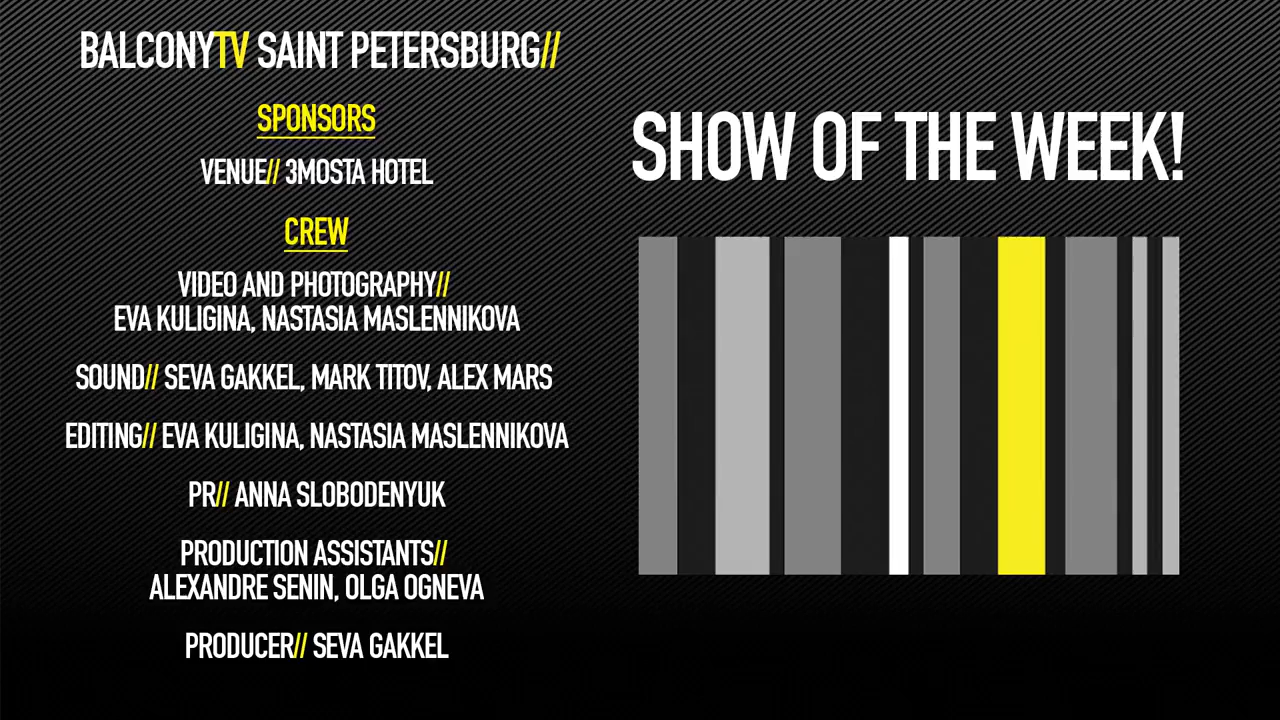 BALCONYTV SAINT PETERSBURG//
SPONSORS
VENUE// 3MOSTA HOTEL
CREW
VIDEO AND PHOTOGRAPHY//
EVA KULIGINA, NASTASIA MASLENNIKOVA
SOUND// SEVA GAKKEL, MARK TITOV, ALEX MARS
EDITING// EVA KULIGINA, NASTASIA MASLENNIKOVA
PR// ANNA SLOBODENYUK
PRODUCTION ASSISTANTS//
ALEXANDRE SENIN, OLGA OGNEVA
PRODUCER// SEVA GAKKEL
SHOW OF THE WEEK!